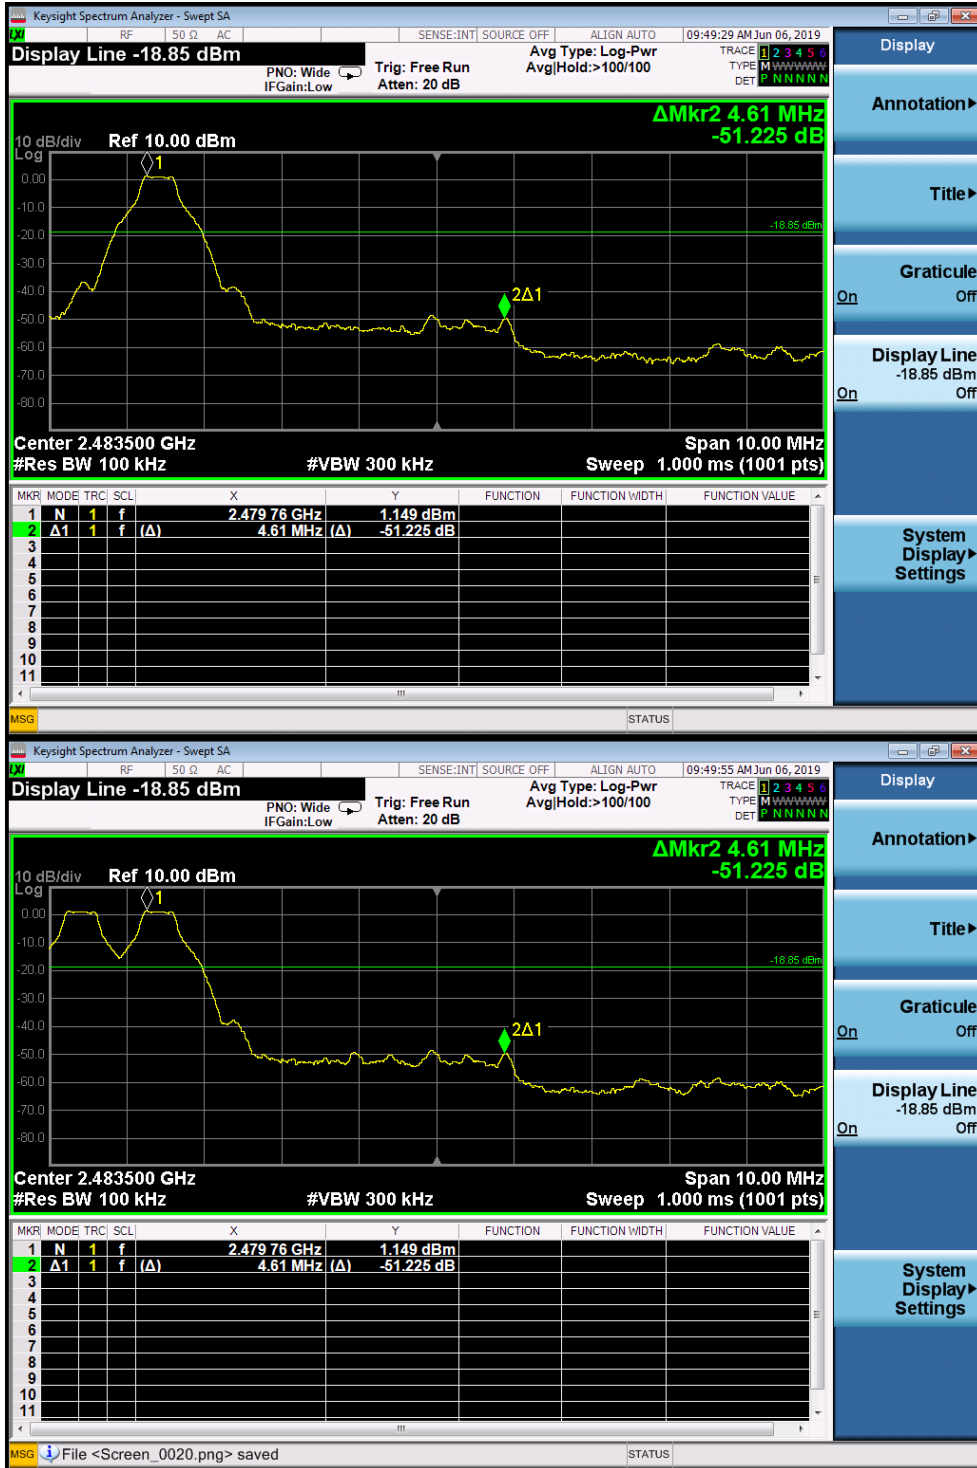 Keysight Spectrum Analyzer - Swept SA
LXI RF 50 Ω AC SENSE:INT SOURCE OFF ALIGN AUTO 09:49:29 AM Jun 06, 2019
Display Line -18.85 dBm
PNO: Wide
IFGain:Low
Trig: Free Run
Atten: 20 dB
Avg Type: Log-Pwr
Avg|Hold:>100/100
TRACE 1 2 3 4 5 6
TYPE M WWWWW
DET P N N N N N
ΔMkr2 4.61 MHz
-51.225 dB
10 dB/div Ref 10.00 dBm
Log
1
0.00
-10.0
-18.85 dBm
-20.0
-30.0
-40.0
2Δ1
-50.0
-60.0
-70.0
-80.0
Center 2.483500 GHz Span 10.00 MHz
#Res BW 100 kHz #VBW 300 kHz Sweep 1.000 ms (1001 pts)
MKR MODE TRC SCL X Y FUNCTION FUNCTION WIDTH FUNCTION VALUE
1 N 1 f 2.479 76 GHz 1.149 dBm
2 Δ1 1 f (Δ) 4.61 MHz (Δ) -51.225 dB
3
4
5
6
7
8
9
10
11
MSG STATUS
Display
Annotation
Title
Graticule
On Off
Display Line
-18.85 dBm
On Off
System
Display
Settings
Keysight Spectrum Analyzer - Swept SA
LXI RF 50 Ω AC SENSE:INT SOURCE OFF ALIGN AUTO 09:49:55 AM Jun 06, 2019
Display Line -18.85 dBm
PNO: Wide
IFGain:Low
Trig: Free Run
Atten: 20 dB
Avg Type: Log-Pwr
Avg|Hold:>100/100
TRACE 1 2 3 4 5 6
TYPE M WWWWW
DET P N N N N N
ΔMkr2 4.61 MHz
-51.225 dB
10 dB/div Ref 10.00 dBm
Log
1
0.00
-10.0
-18.85 dBm
-20.0
-30.0
-40.0
2Δ1
-50.0
-60.0
-70.0
-80.0
Center 2.483500 GHz Span 10.00 MHz
#Res BW 100 kHz #VBW 300 kHz Sweep 1.000 ms (1001 pts)
MKR MODE TRC SCL X Y FUNCTION FUNCTION WIDTH FUNCTION VALUE
1 N 1 f 2.479 76 GHz 1.149 dBm
2 Δ1 1 f (Δ) 4.61 MHz (Δ) -51.225 dB
3
4
5
6
7
8
9
10
11
MSG File <Screen_0020.png> saved STATUS
Display
Annotation
Title
Graticule
On Off
Display Line
-18.85 dBm
On Off
System
Display
Settings